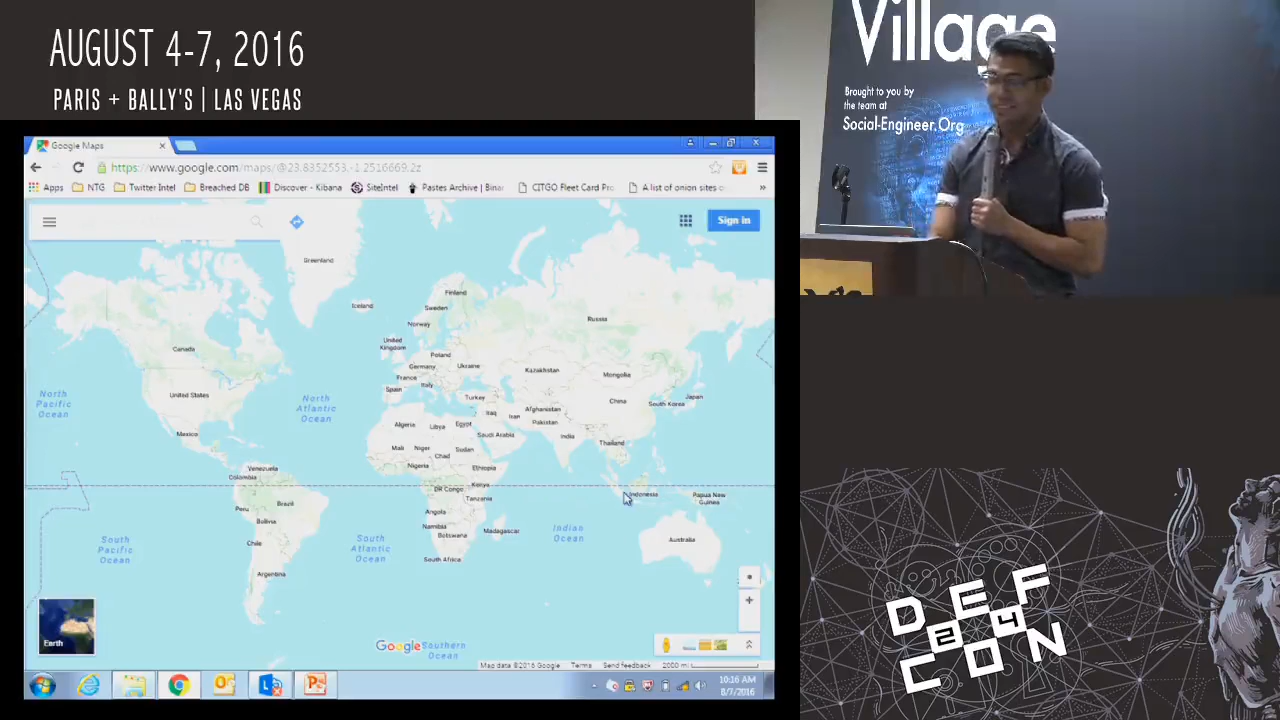 AUGUST 4-7, 2016
PARIS + BALLY'S | LAS VEGAS
Village
Brought to you by
the team at
Social-Engineer.Org
Google Maps
https://www.google.com/maps/@23.8352553,-1.2516669,2z
Apps
NTG
Twitter Intel
Breached DB
Discover - Kibana
SiteIntel
Pastes Archive | Binar
CITGO Fleet Card Pro
A list of onion sites o
»
Sign in
Greenland
Iceland
Finland
Sweden
Norway
Russia
United
Kingdom
Canada
Poland
Germany
Ukraine
France
Italy
Spain
Kazakhstan
Mongolia
United States
North
Pacific
Ocean
North
Atlantic
Ocean
Turkey
Iraq
Iran
Afghanistan
Pakistan
China
South Korea
Japan
Mexico
Algeria
Libya
Egypt
Saudi Arabia
India
Thailand
Mali
Niger
Chad
Sudan
Nigeria
Ethiopia
Venezuela
Colombia
DR Congo
Kenya
Tanzania
Indonesia
Papua New
Guinea
Peru
Brazil
Bolivia
Angola
Namibia
Botswana
Madagascar
Indian
Ocean
Australia
South
Pacific
Ocean
Chile
South
Atlantic
Ocean
South Africa
Argentina
Earth
Google
Southern
Ocean
Map data ©2016 Google
Terms
Send feedback
2000 mi
10:16 AM
8/7/2016
DEF
24
CON